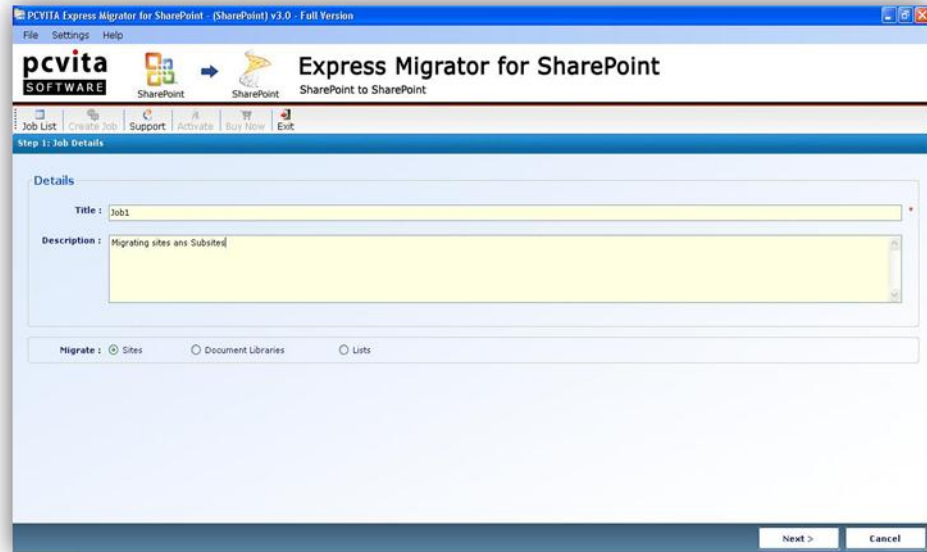 PCVITA Express Migrator for SharePoint - (SharePoint) v3.0 - Full Version
File Settings Help
pcvita
SOFTWARE
SharePoint
SharePoint
Express Migrator for SharePoint
SharePoint to SharePoint
Job List Create Job Support Activate Buy Now Exit
Step 1: Job Details
Details
Title : Job1 *
Description : Migrating sites ans Subsites
Migrate : Sites Document Libraries Lists
Next > Cancel